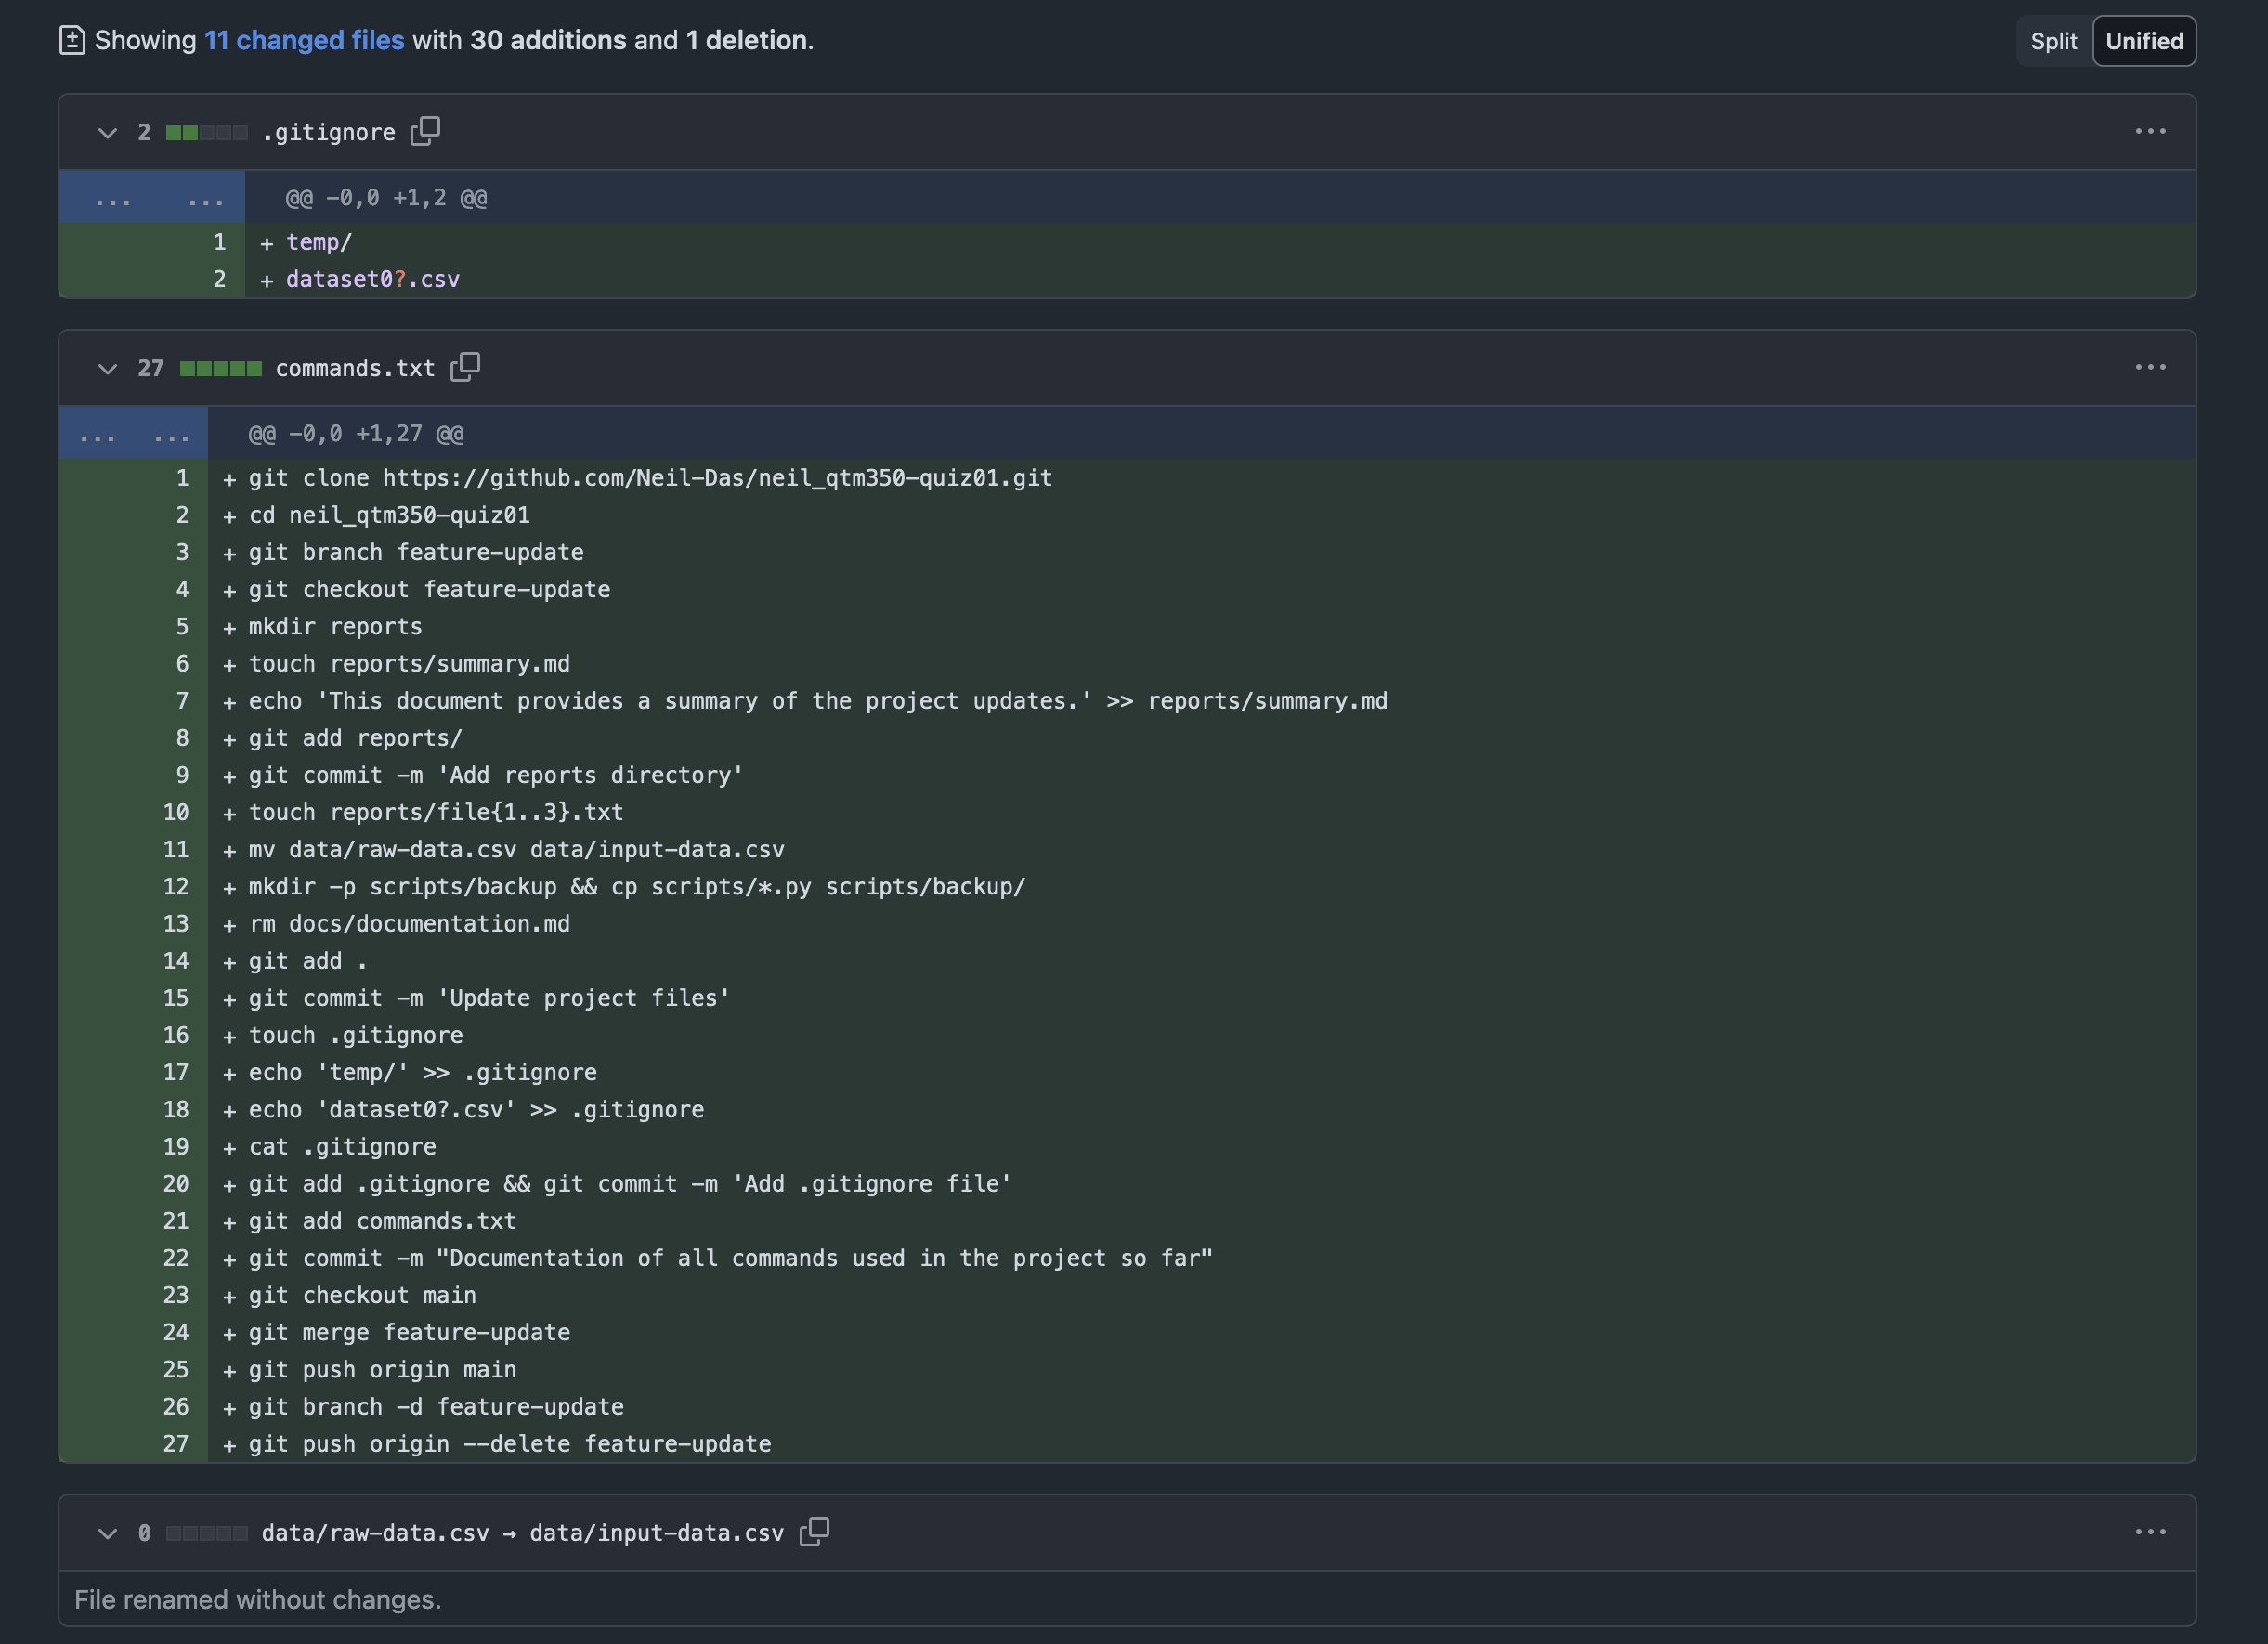 Showing 11 changed files with 30 additions and 1 deletion.
Split Unified
2 .gitignore
... ... @@ -0,0 +1,2 @@
1 + temp/
2 + dataset0?.csv
27 commands.txt
... ... @@ -0,0 +1,27 @@
1 + git clone https://github.com/Neil-Das/neil_qtm350-quiz01.git
2 + cd neil_qtm350-quiz01
3 + git branch feature-update
4 + git checkout feature-update
5 + mkdir reports
6 + touch reports/summary.md
7 + echo 'This document provides a summary of the project updates.' >> reports/summary.md
8 + git add reports/
9 + git commit -m 'Add reports directory'
10 + touch reports/file{1..3}.txt
11 + mv data/raw-data.csv data/input-data.csv
12 + mkdir -p scripts/backup && cp scripts/*.py scripts/backup/
13 + rm docs/documentation.md
14 + git add .
15 + git commit -m 'Update project files'
16 + touch .gitignore
17 + echo 'temp/' >> .gitignore
18 + echo 'dataset0?.csv' >> .gitignore
19 + cat .gitignore
20 + git add .gitignore && git commit -m 'Add .gitignore file'
21 + git add commands.txt
22 + git commit -m "Documentation of all commands used in the project so far"
23 + git checkout main
24 + git merge feature-update
25 + git push origin main
26 + git branch -d feature-update
27 + git push origin --delete feature-update
0 data/raw-data.csv → data/input-data.csv
File renamed without changes.